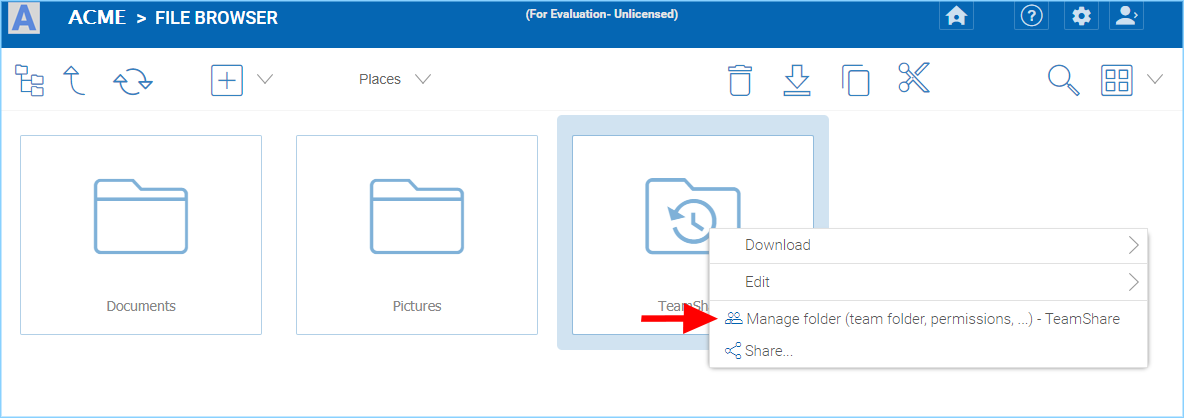 A ACME > FILE BROWSER
(For Evaluation- Unlicensed)
?
Places
Documents
Pictures
TeamSh
Download
Edit
Manage folder (team folder, permissions, ...) - TeamShare
Share...